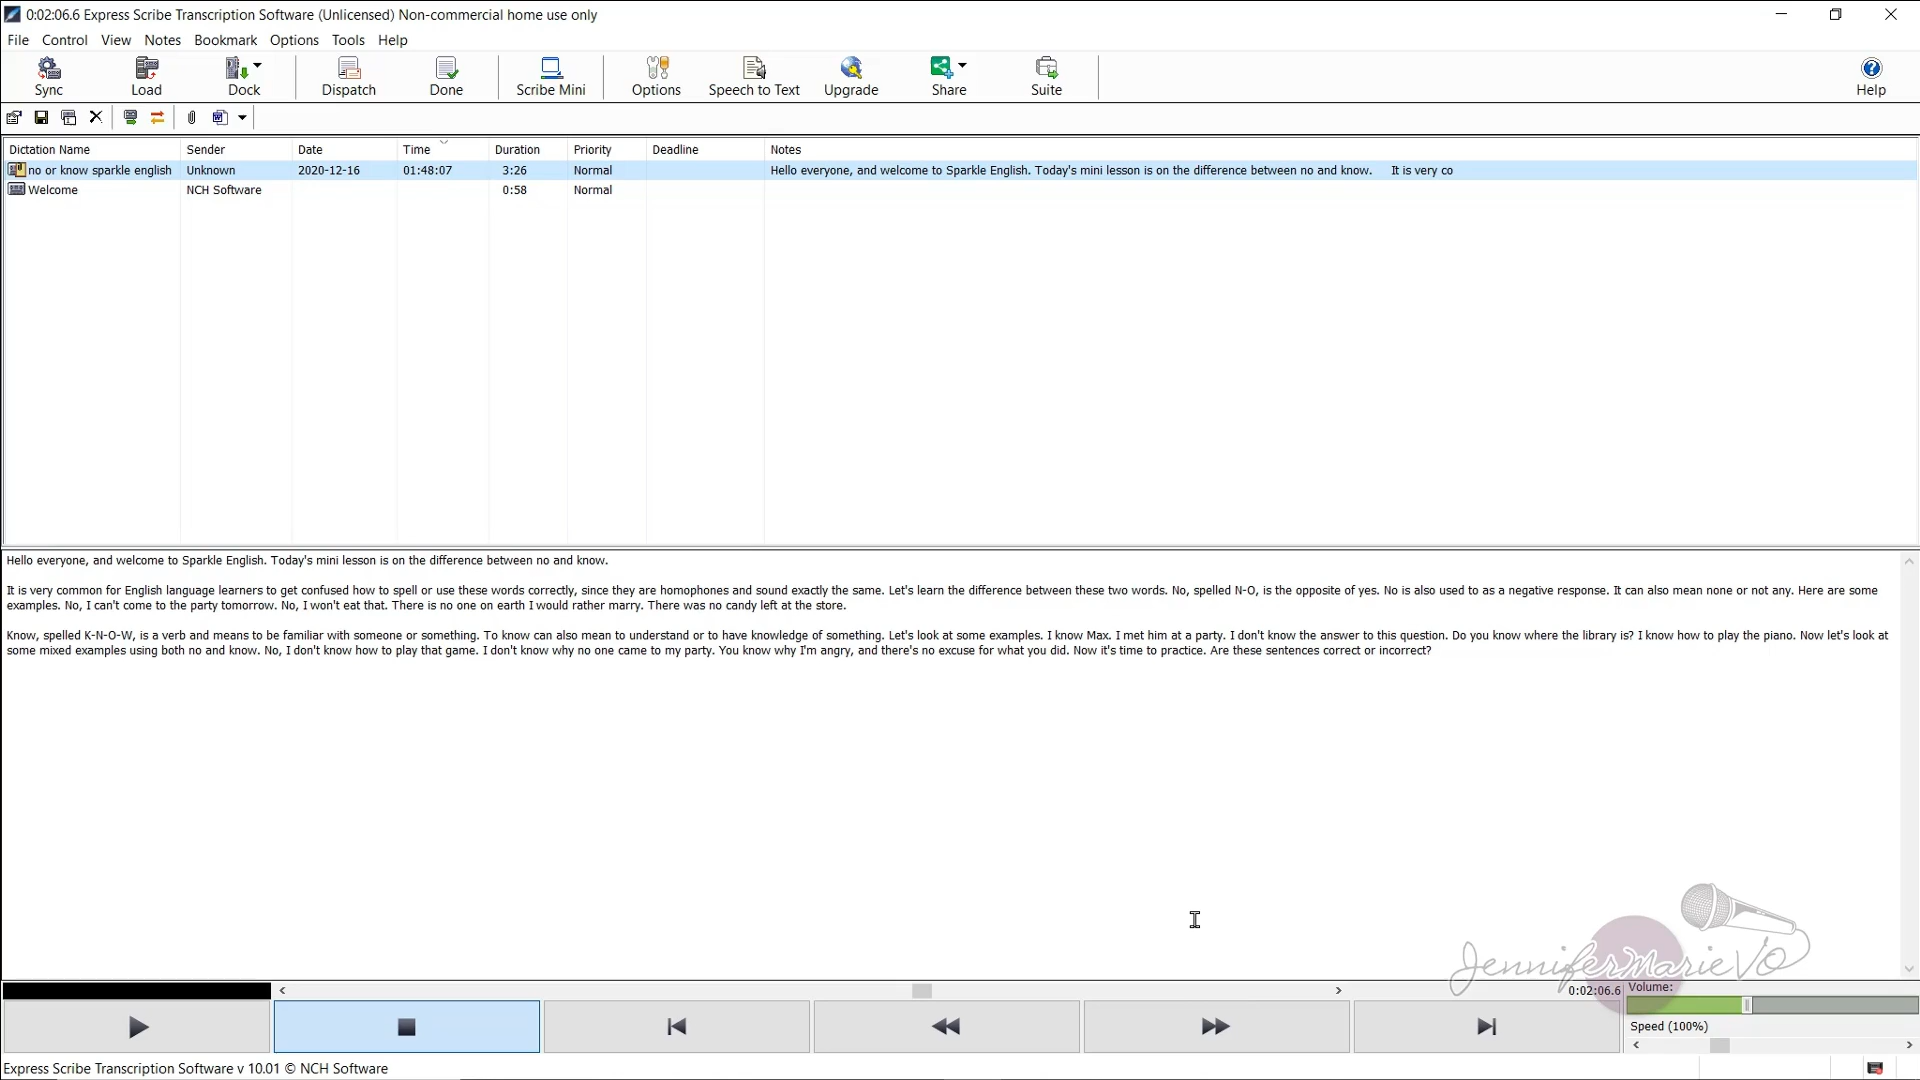 0:02:06.6 Express Scribe Transcription Software (Unlicensed) Non-commercial home use only
File Control View Notes Bookmark Options Tools Help
Sync Load Dock Dispatch Done Scribe Mini Options Speech to Text Upgrade Share Suite Help
Dictation Name Sender Date Time Duration Priority Deadline Notes
no or know sparkle english Unknown 2020-12-16 01:48:07 3:26 Normal Hello everyone, and welcome to Sparkle English. Today's mini lesson is on the difference between no and know. It is very co
Welcome NCH Software 0:58 Normal
Hello everyone, and welcome to Sparkle English. Today's mini lesson is on the difference between no and know.
It is very common for English language learners to get confused how to spell or use these words correctly, since they are homophones and sound exactly the same. Let's learn the difference between these two words. No, spelled N-O, is the opposite of yes. No is also used to as a negative response. It can also mean none or not any. Here are some
examples. No, I can't come to the party tomorrow. No, I won't eat that. There is no one on earth I would rather marry. There was no candy left at the store.
Know, spelled K-N-O-W, is a verb and means to be familiar with someone or something. To know can also mean to understand or to have knowledge of something. Let's look at some examples. I know Max. I met him at a party. I don't know the answer to this question. Do you know where the library is? I know how to play the piano. Now let's look at
some mixed examples using both no and know. No, I don't know how to play that game. I don't know why no one came to my party. You know why I'm angry, and there's no excuse for what you did. Now it's time to practice. Are these sentences correct or incorrect?
JenniferMarieVO
0:02:06.6 Volume:
Speed (100%)
Express Scribe Transcription Software v 10.01 © NCH Software